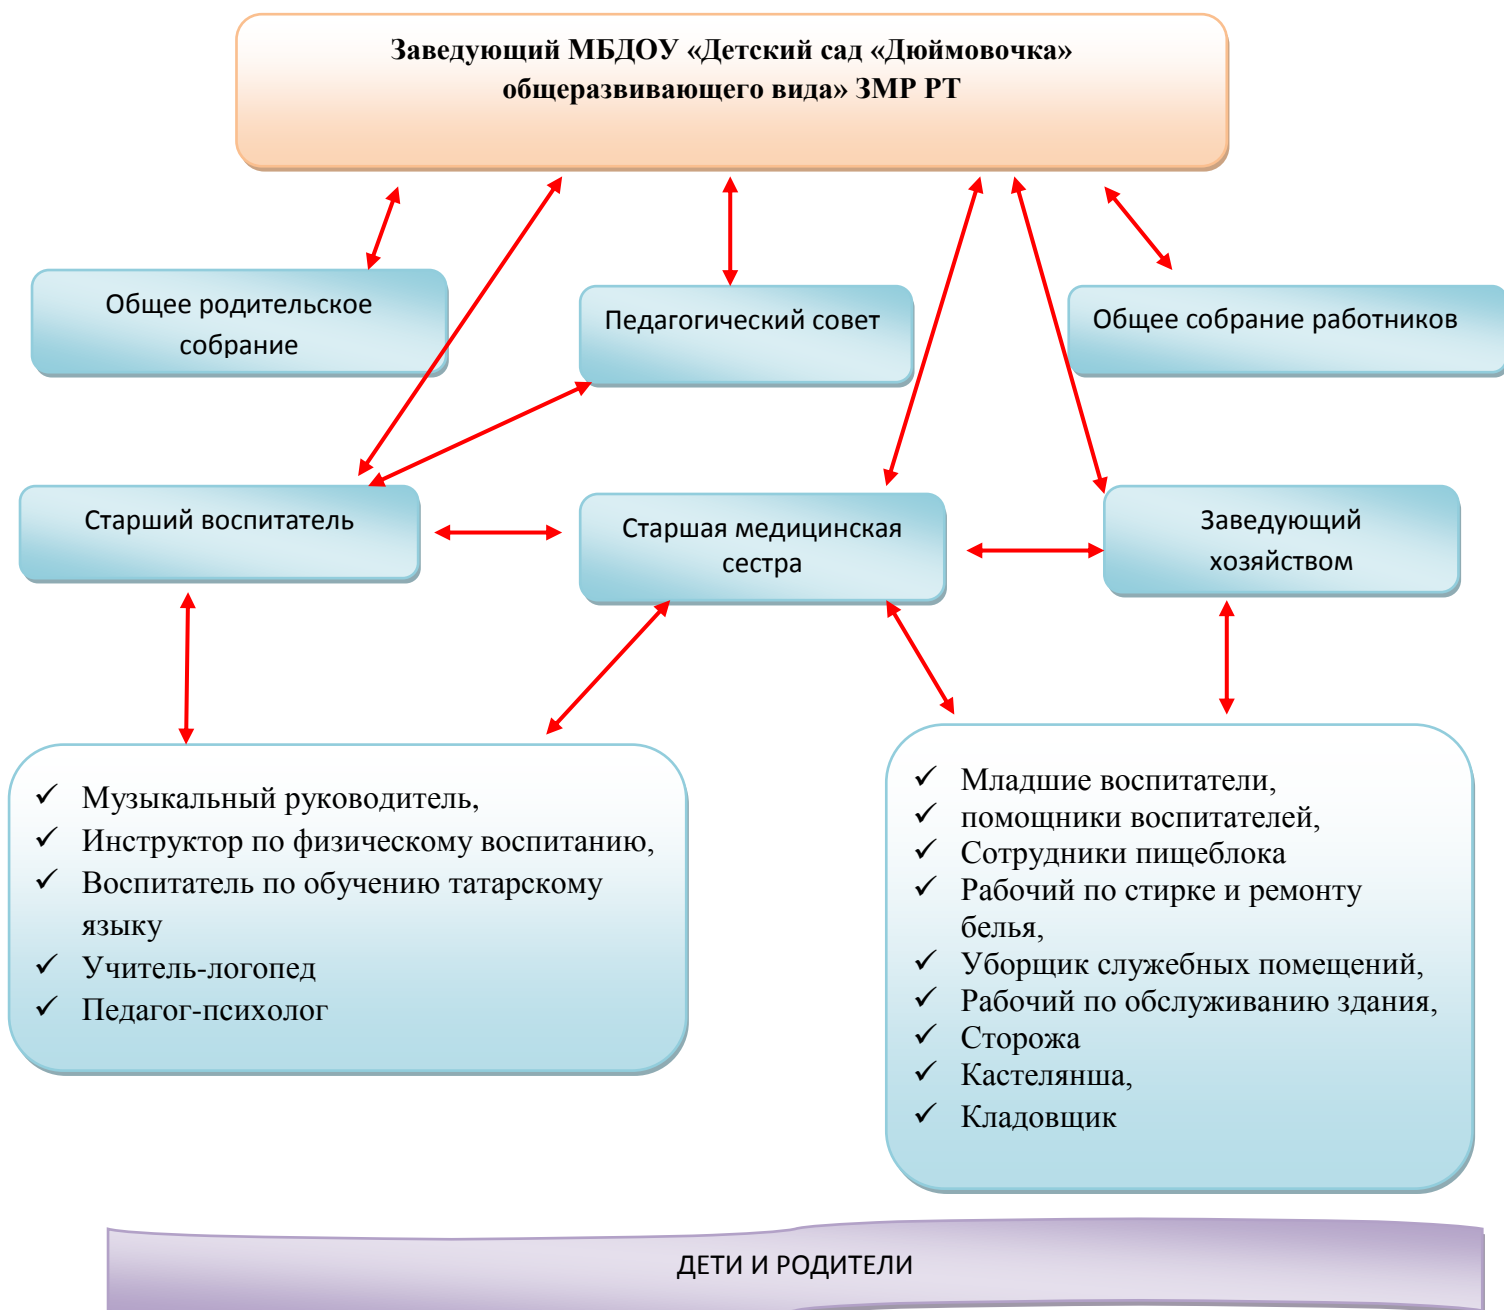 Заведующий МБДОУ «Детский сад «Дюймовочка»
общеразвивающего вида» ЗМР РТ
Общее родительское
собрание
Педагогический совет
Общее собрание работников
Старший воспитатель
Старшая медицинская
сестра
Заведующий
хозяйством
✓ Музыкальный руководитель,
✓ Инструктор по физическому воспитанию,
✓ Воспитатель по обучению татарскому
языку
✓ Учитель-логопед
✓ Педагог-психолог
✓ Младшие воспитатели,
✓ помощники воспитателей,
✓ Сотрудники пищеблока
✓ Рабочий по стирке и ремонту
белья,
✓ Уборщик служебных помещений,
✓ Рабочий по обслуживанию здания,
✓ Сторожа
✓ Кастелянша,
✓ Кладовщик
ДЕТИ И РОДИТЕЛИ